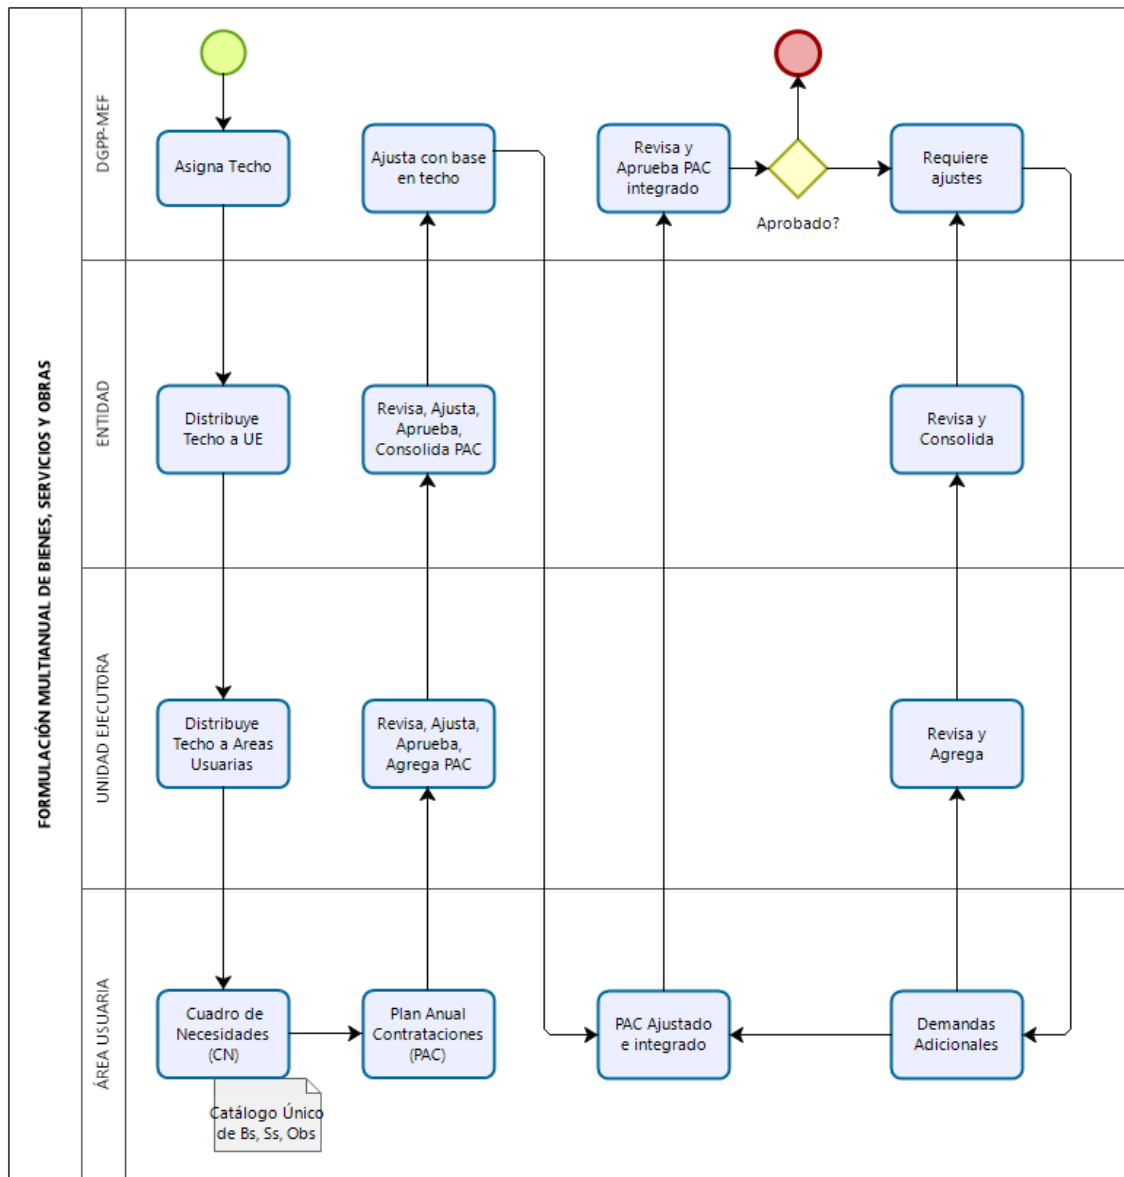 FORMULACIÓN MULTIANUAL DE BIENES, SERVICIOS Y OBRAS
DGPP-MEF
Asigna Techo
Ajusta con base
en techo
Revisa y
Aprueba PAC
integrado
Aprobado?
Requiere
ajustes
ENTIDAD
Distribuye
Techo a UE
Revisa, Ajusta,
Aprueba,
Consolida PAC
Revisa y
Consolida
UNIDAD EJECUTORA
Distribuye
Techo a Areas
Usuarias
Revisa, Ajusta,
Aprueba,
Agrega PAC
Revisa y
Agrega
ÁREA USUARIA
Cuadro de
Necesidades
(CN)
Plan Anual
Contrataciones
(PAC)
PAC Ajustado
e integrado
Demandas
Adicionales
Catálogo Único
de Bs, Ss, Obs